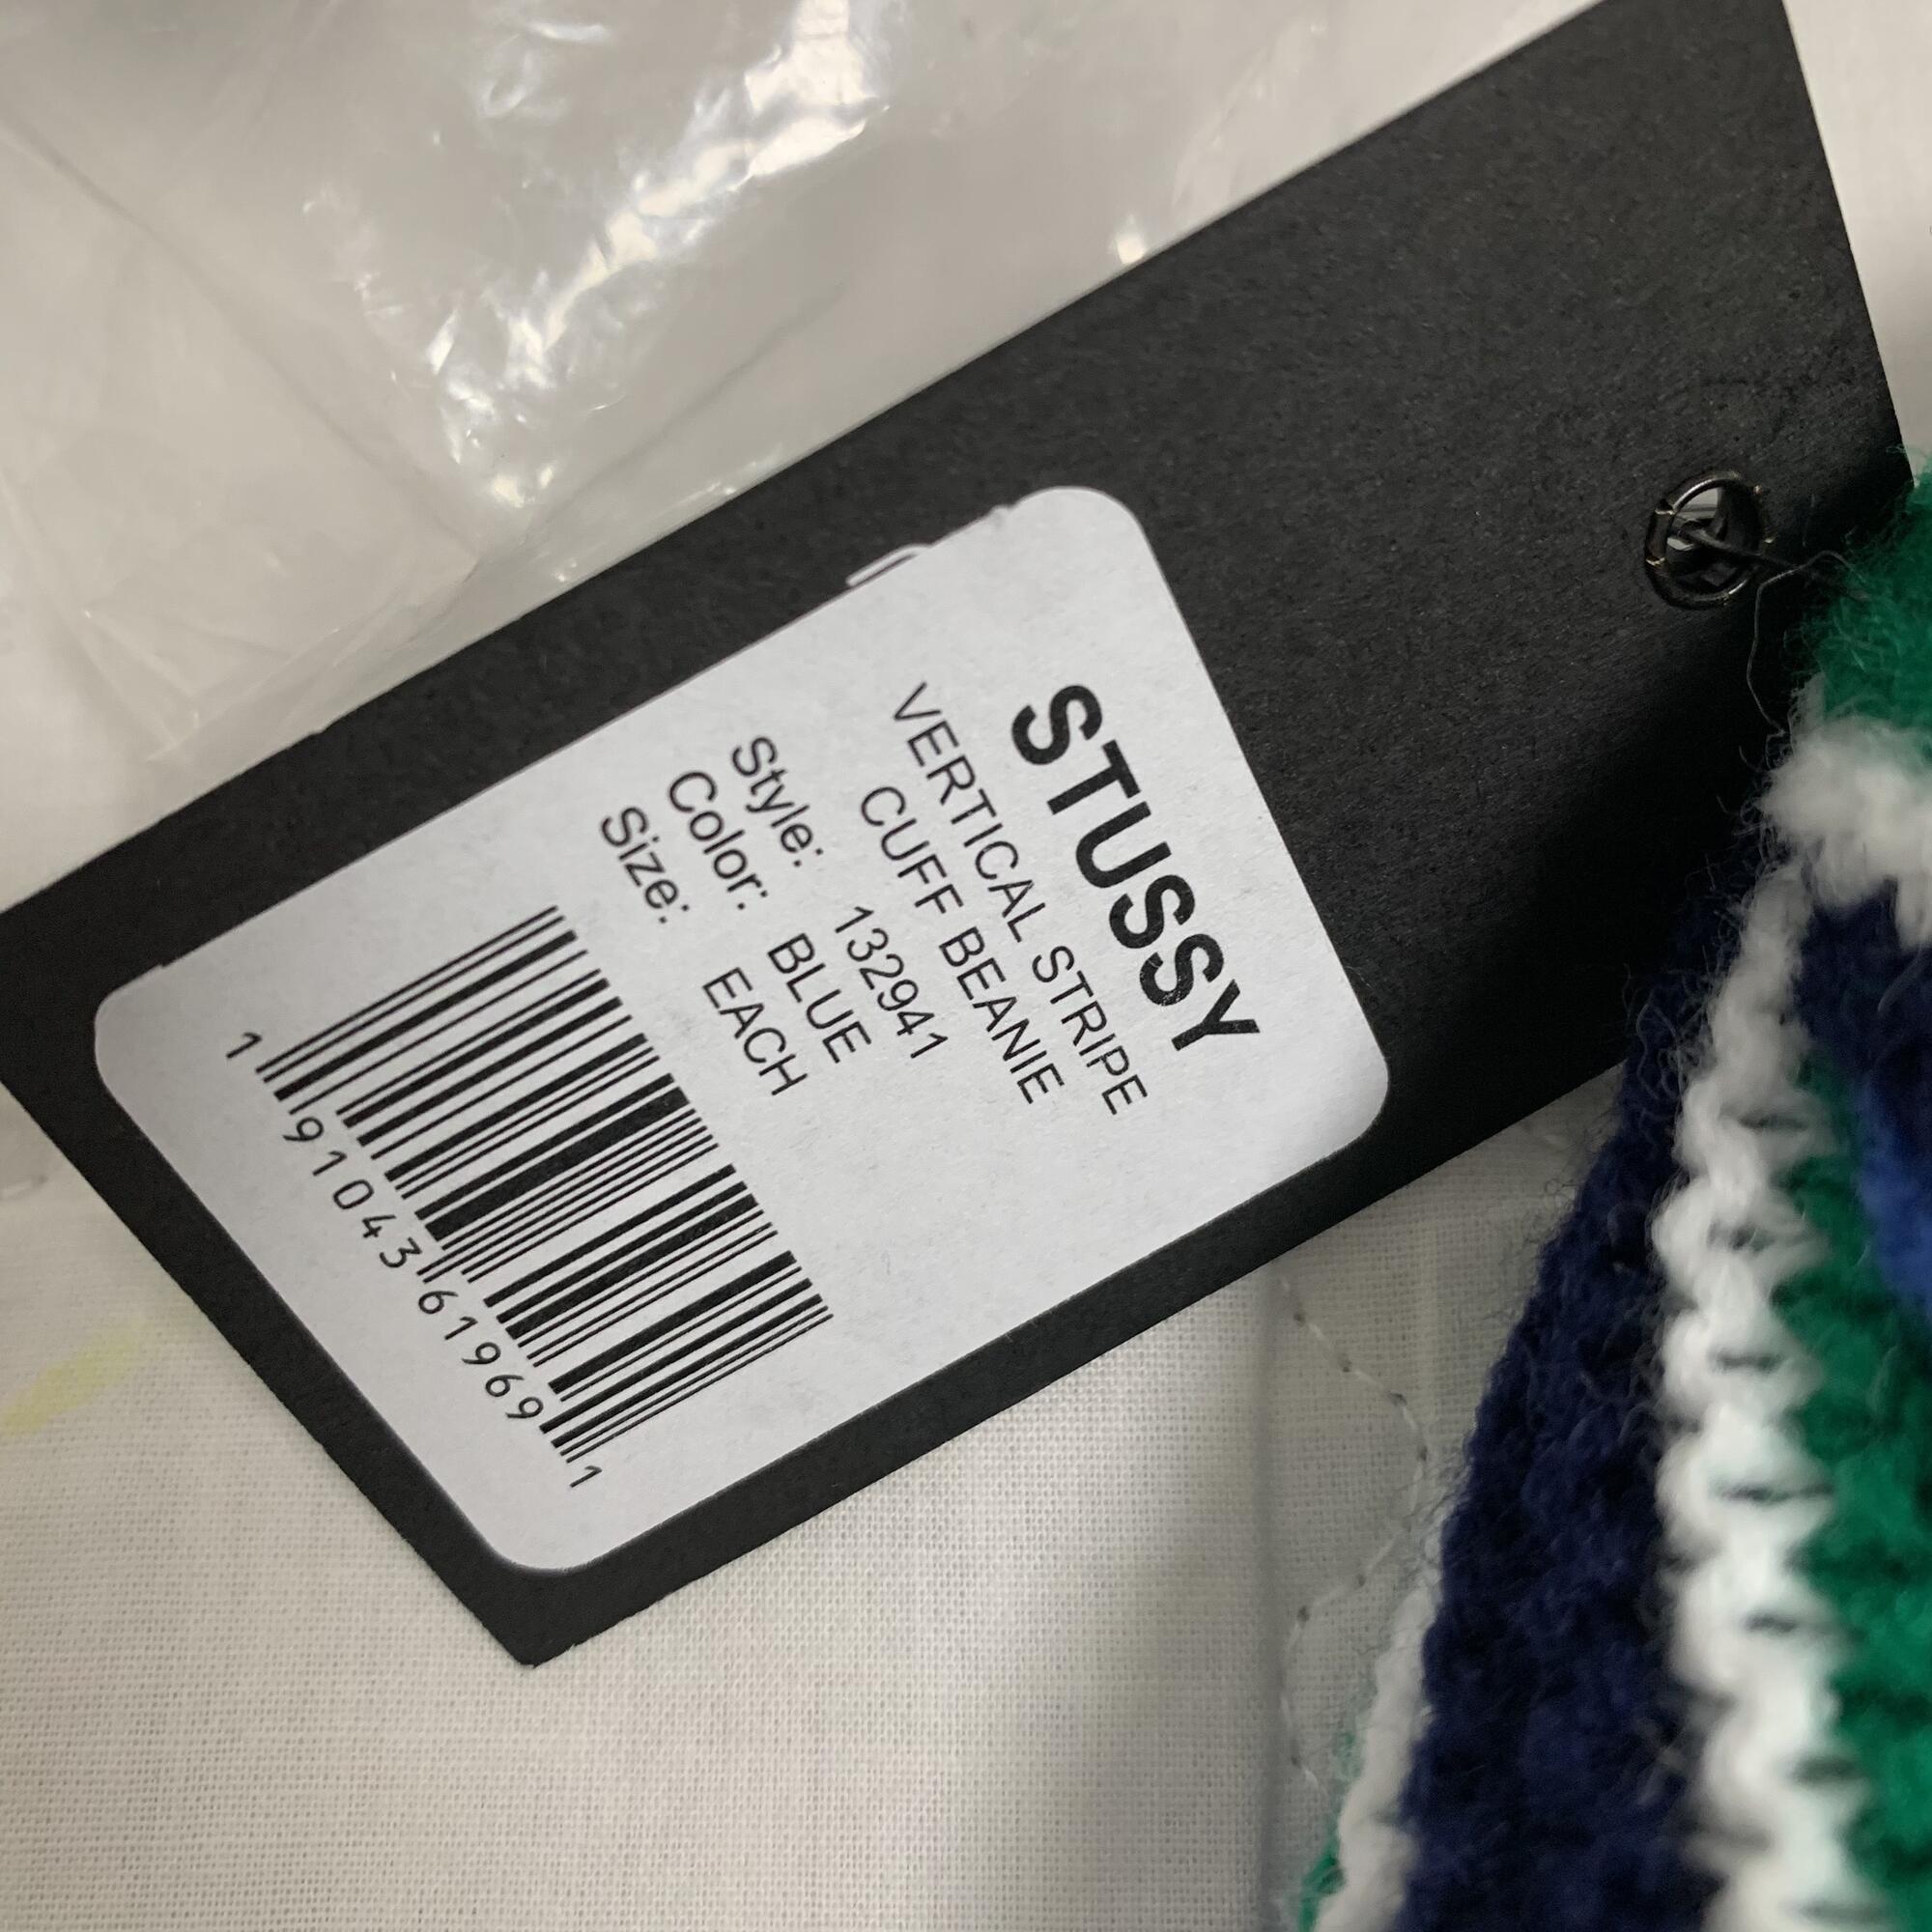 STUSSY
VERTICAL STRIPE
CUFF BEANIE
Style: 132941
Color: BLUE
Size: EACH
1 91043 61969 1